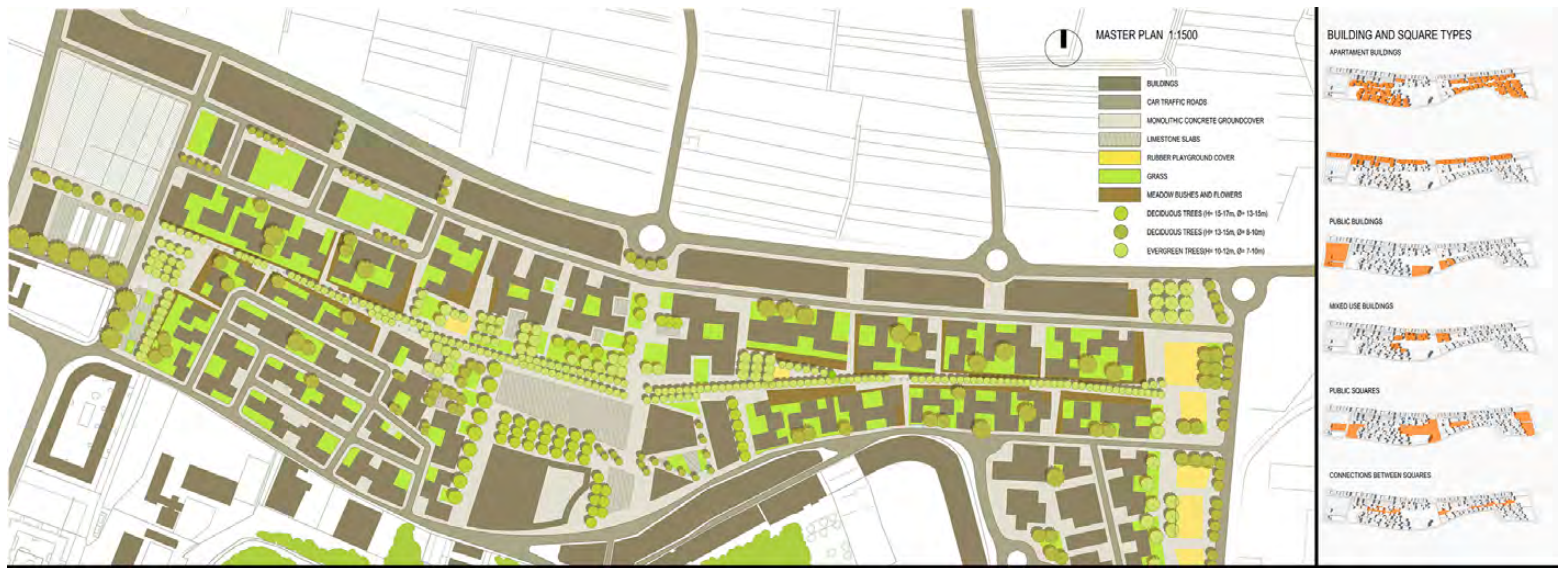 MASTER PLAN 1:1500
BUILDINGS
CAR TRAFFIC ROADS
MONOLITHIC CONCRETE GROUNDCOVER
LIMESTONE SLABS
RUBBER PLAYGROUND COVER
GRASS
MEADOW BUSHES AND FLOWERS
DECIDUOUS TREES (H= 15-17m, Ø= 13-15m)
DECIDUOUS TREES (H= 13-15m, Ø= 8-10m)
EVERGREEN TREES(H= 10-12m, Ø= 7-10m)
BUILDING AND SQUARE TYPES
APARTAMENT BUILDINGS
PUBLIC BUILDINGS
MIXED USE BUILDINGS
PUBLIC SQUARES
CONNECTIONS BETWEEN SQUARES